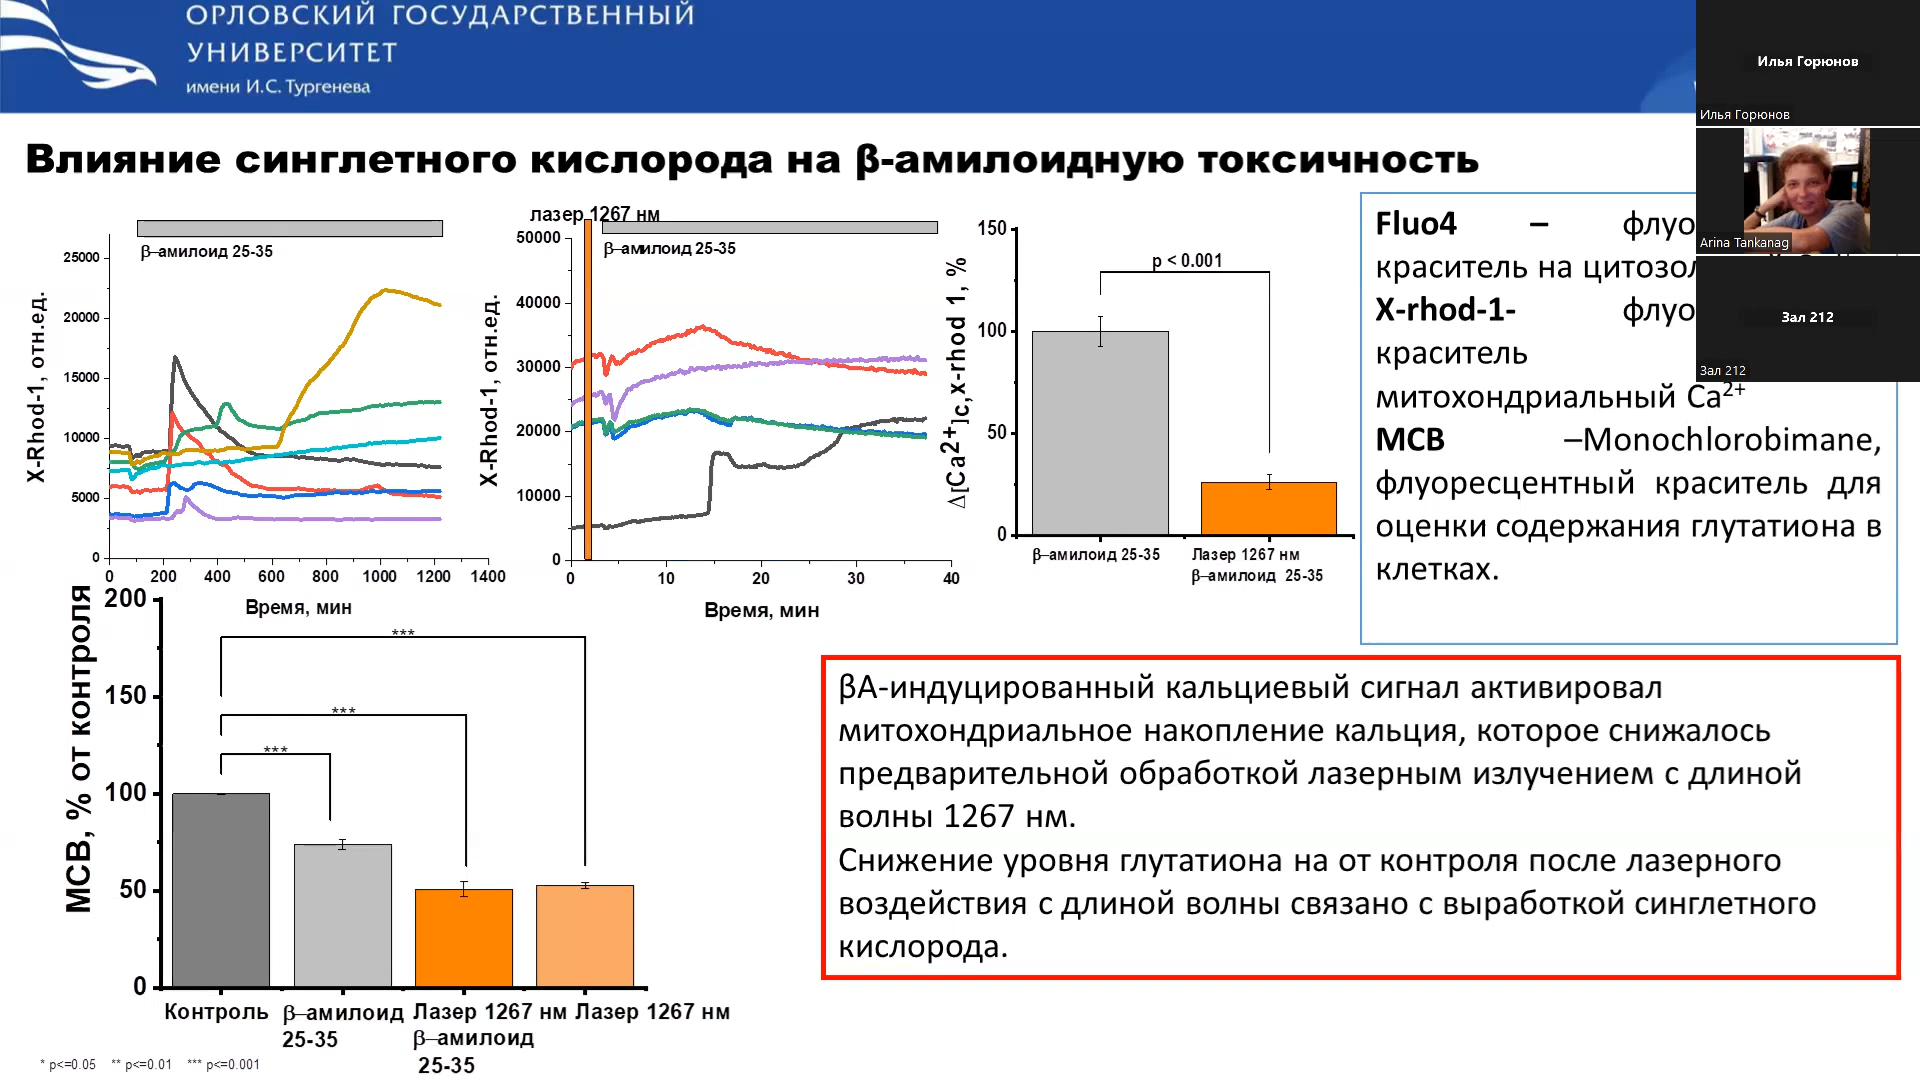 ОРЛОВСКИЙ ГОСУДАРСТВЕННЫЙ
УНИВЕРСИТЕТ
имени И.С. Тургенева
Илья Горюнов
Илья Горюнов
Arina Tankanag
Зал 212
Зал 212
Влияние синглетного кислорода на β-амилоидную токсичность
β–амилоид 25-35
X-Rhod-1, отн.ед.
25000
20000
15000
10000
5000
0
0 200 400 600 800 1000 1200 1400
Время, мин
лазер 1267 нм
β–амилоид 25-35
X-Rhod-1, отн.ед.
50000
40000
30000
20000
10000
0
0 10 20 30 40
Время, мин
Δ[Ca2+]c,x-rhod 1, %
150
100
50
0
p < 0.001
β–амилоид 25-35
Лазер 1267 нм
β–амилоид 25-35
Fluo4 –
краситель на
X-rhod-1-
краситель
митохондриальный Ca2+
MCB –Monochlorobimane,
флуоресцентный краситель для
оценки содержания глутатиона в
клетках.
МСВ, % от контроля
200
150
100
50
0
***
***
***
Контроль
β–амилоид
25-35
Лазер 1267 нм
β–амилоид
25-35
Лазер 1267 нм
* p<=0.05 ** p<=0.01 *** p<=0.001
βА-индуцированный кальциевый сигнал активировал
митохондриальное накопление кальция, которое снижалось
предварительной обработкой лазерным излучением с длиной
волны 1267 нм.
Снижение уровня глутатиона на от контроля после лазерного
воздействия с длиной волны связано с выработкой синглетного
кислорода.